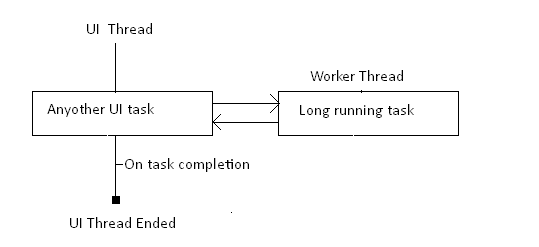 UI Thread
Worker Thread
Anyother UI task
Long running task
On task completion
UI Thread Ended